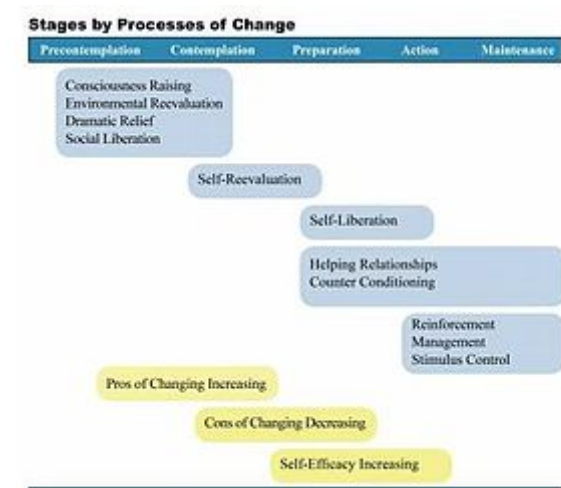 Stages by Processes of Change
Precontemplation Contemplation Preparation Action Maintenance
Consciousness Raising
Environmental Reevaluation
Dramatic Relief
Social Liberation
Self-Reevaluation
Self-Liberation
Helping Relationships
Counter Conditioning
Reinforcement
Management
Stimulus Control
Pros of Changing Increasing
Cons of Changing Decreasing
Self-Efficacy Increasing